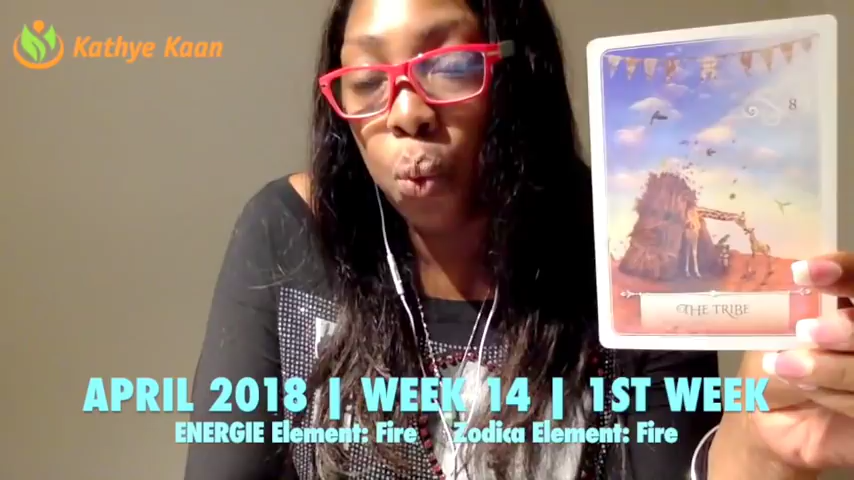 Kathye Kaan
8
THE TRIBE
APRIL 2018 | WEEK 14 | 1ST WEEK
ENERGIE Element: Fire Zodica Element: Fire